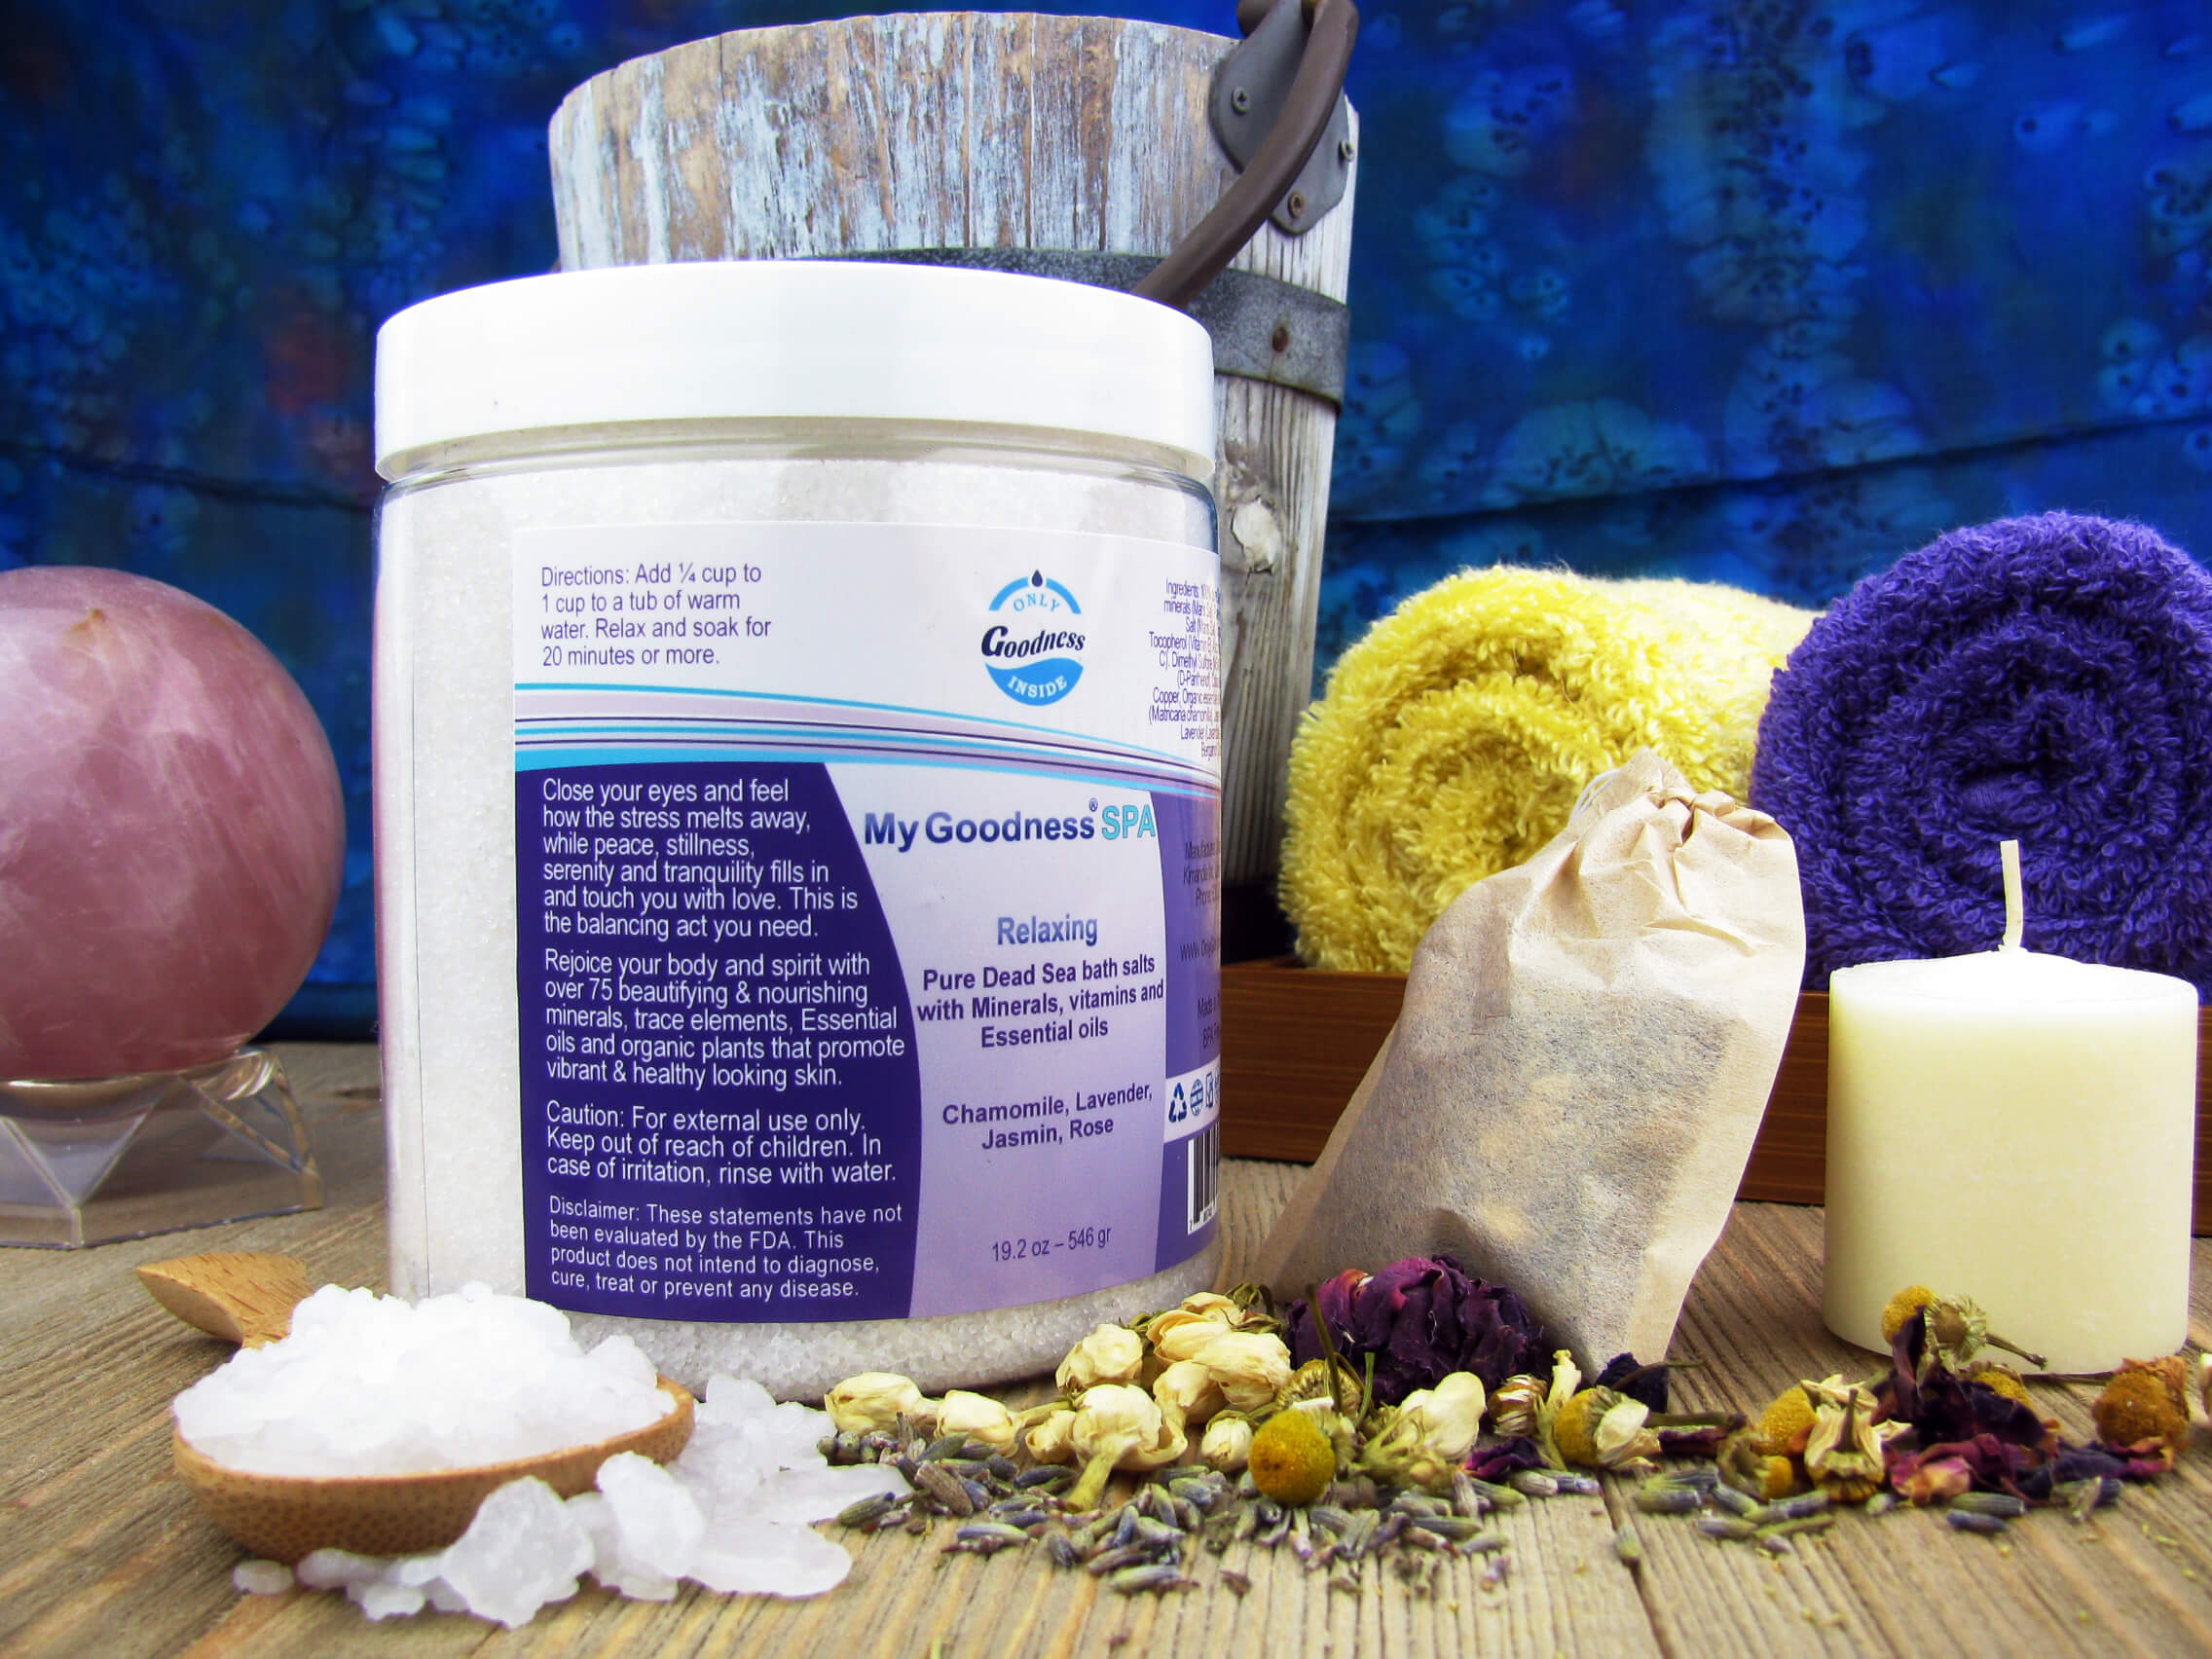 Directions: Add ¼ cup to
1 cup to a tub of warm
water. Relax and soak for
20 minutes or more.
ONLY
Goodness
INSIDE
Ingredients:
minerals
Tocopherol
Copper, Organic
Lavender
Close your eyes and feel
how the stress melts away,
while peace, stillness,
serenity and tranquility fills in
and touch you with love. This is
the balancing act you need.
Rejoice your body and spirit with
over 75 beautifying & nourishing
minerals, trace elements, Essential
oils and organic plants that promote
vibrant & healthy looking skin.
Caution: For external use only.
Keep out of reach of children. In
case of irritation, rinse with water.
Disclaimer: These statements have not
been evaluated by the FDA. This
product does not intend to diagnose,
cure, treat or prevent any disease.
My Goodness® SPA
Relaxing
Pure Dead Sea bath salts
with Minerals, vitamins and
Essential oils
Chamomile, Lavender,
Jasmin, Rose
19.2 oz – 546 gr